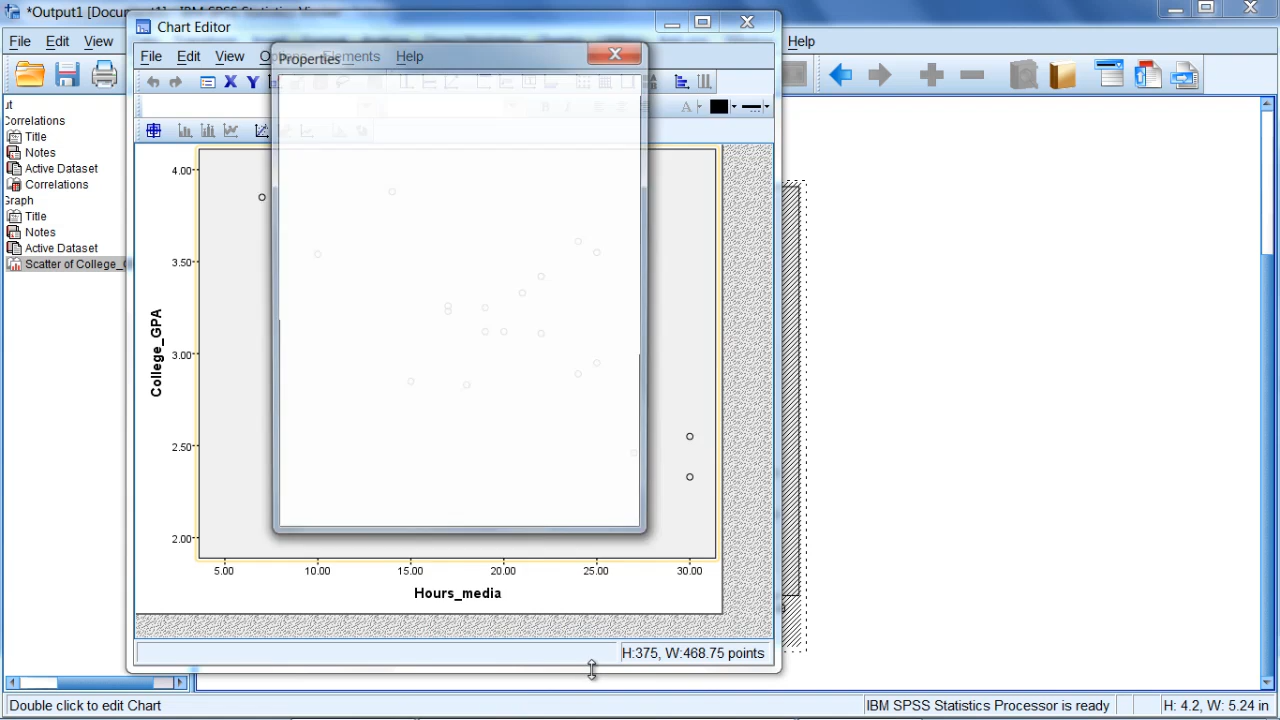 *Output1 [Docum
Chart Editor
File Edit View
Help
File Edit View Elements Help
Properties
X Y
A
ut
Correlations
Title
Notes
Active Dataset
Correlations
Graph
Title
Notes
Active Dataset
Scatter of College_
4.00
3.50
3.00
2.50
2.00
College_GPA
5.00 10.00 15.00 20.00 25.00 30.00
Hours_media
H:375, W:468.75 points
Double click to edit Chart
IBM SPSS Statistics Processor is ready
H: 4.2, W: 5.24 in